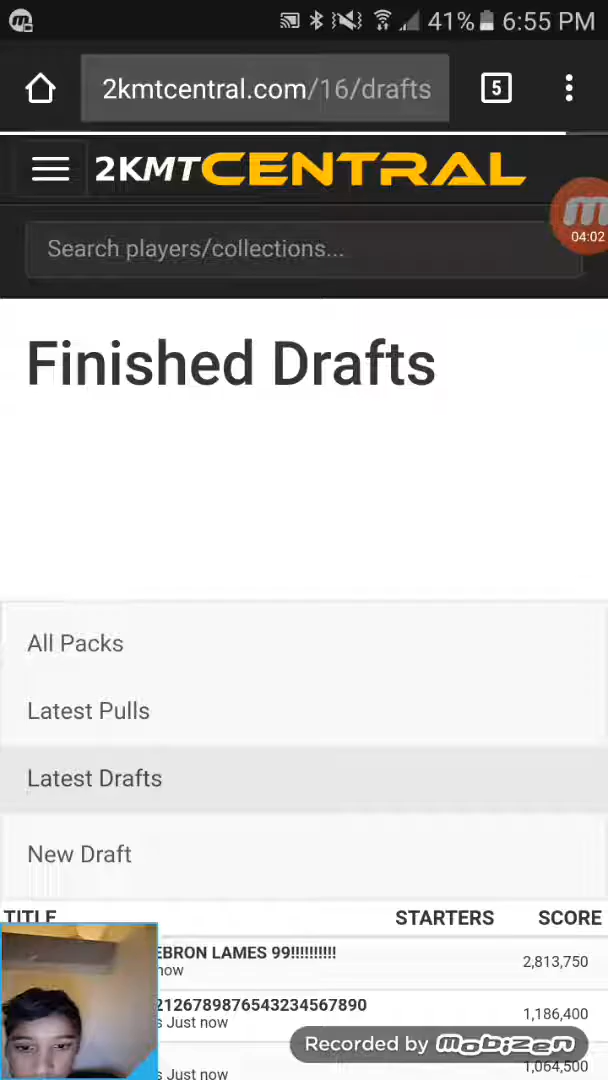 41% 6:55 PM
2kmtcentral.com/16/drafts
5
2KMTCENTRAL
Search players/collections...
04:02
Finished Drafts
All Packs
Latest Pulls
Latest Drafts
New Draft
TITLE STARTERS SCORE
EBRON LAMES 99!!!!!!!!!! 2,813,750
now
2126789876543234567890 1,186,400
s Just now
Recorded by Mobizen
s Just now 1,064,500